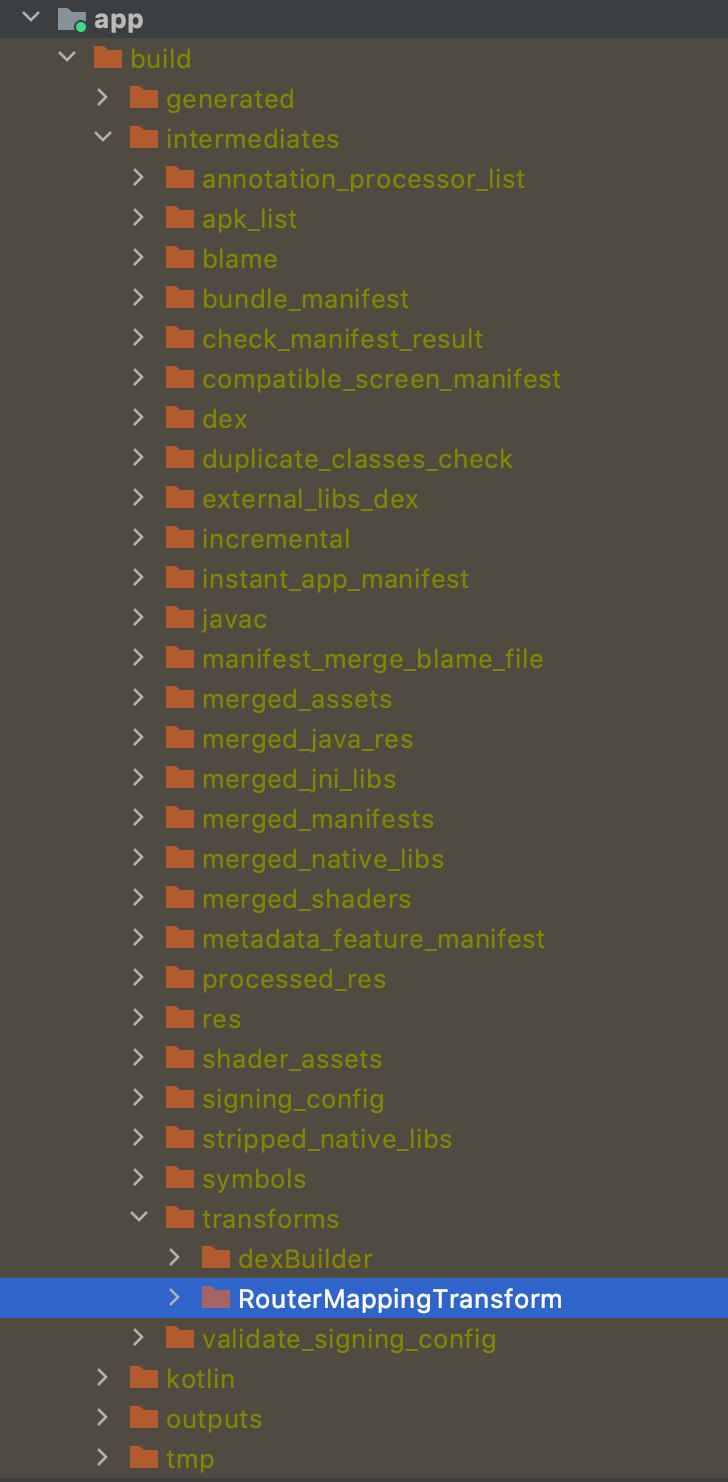 app
build
generated
intermediates
annotation_processor_list
apk_list
blame
bundle_manifest
check_manifest_result
compatible_screen_manifest
dex
duplicate_classes_check
external_libs_dex
incremental
instant_app_manifest
javac
manifest_merge_blame_file
merged_assets
merged_java_res
merged_jni_libs
merged_manifests
merged_native_libs
merged_shaders
metadata_feature_manifest
processed_res
res
shader_assets
signing_config
stripped_native_libs
symbols
transforms
dexBuilder
RouterMappingTransform
validate_signing_config
kotlin
outputs
tmp